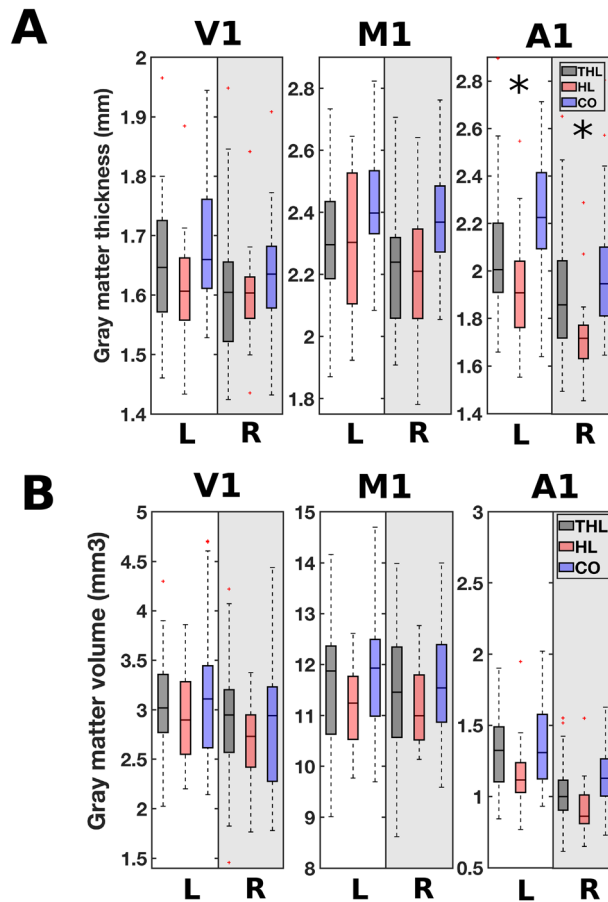 A
V1
M1
A1
Gray matter thickness (mm)
2
1.9
1.8
1.7
1.6
1.5
1.4
2.8
2.6
2.4
2.2
2
1.75
2.8
2.6
2.4
2.2
2
1.8
1.6
1.4
*
*
THL
HL
CO
L
R
L
R
L
R
B
V1
M1
A1
Gray matter volume (mm3)
5
4.5
4
3.5
3
2.5
2
1.4
15
14
13
12
11
10
9
8
3
2.5
2
1.5
1
0.5
THL
HL
CO
L
R
L
R
L
R